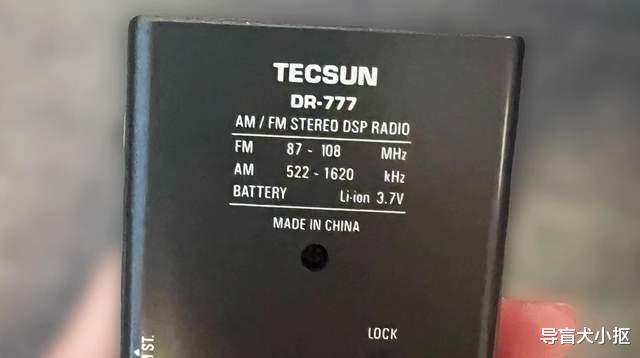 TECSUN
DR-777
AM / FM STEREO DSP RADIO
FM 87 - 108 MHz
AM 522 - 1620 kHz
BATTERY Li-ion 3.7V
MADE IN CHINA
LOCK
ST.
导盲犬小抠